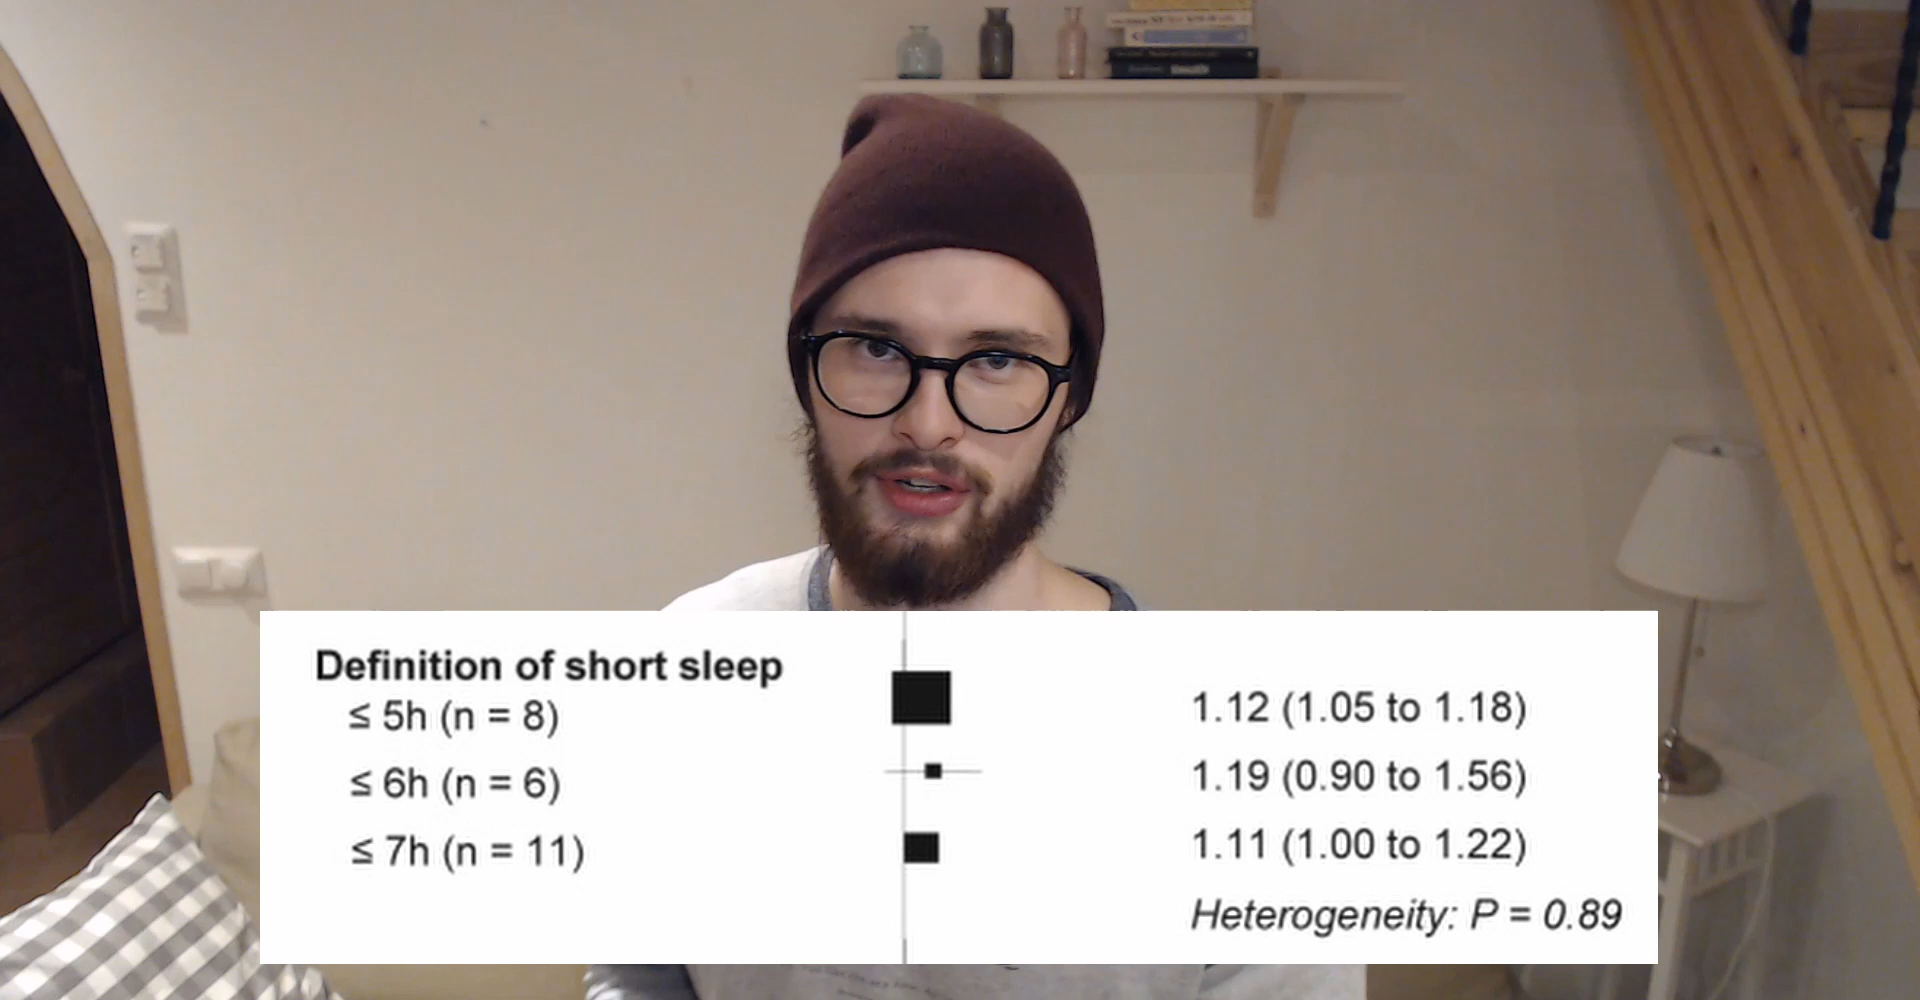 Definition of short sleep
≤ 5h (n = 8) 1.12 (1.05 to 1.18)
≤ 6h (n = 6) 1.19 (0.90 to 1.56)
≤ 7h (n = 11) 1.11 (1.00 to 1.22)
Heterogeneity: P = 0.89